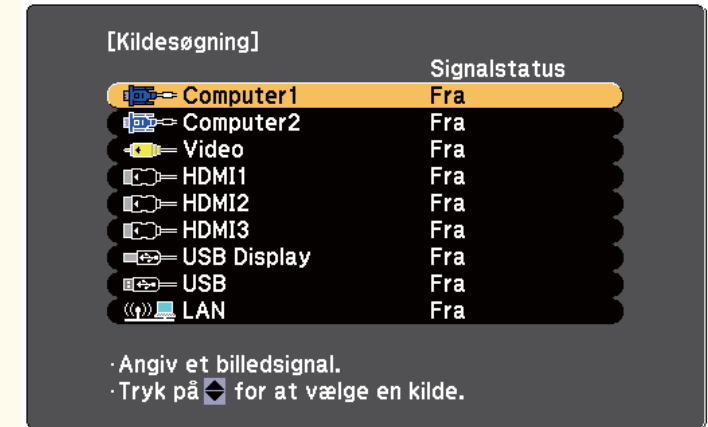 [Kildesøgning]
Signalstatus
Computer1 Fra
Computer2 Fra
Video Fra
HDMI1 Fra
HDMI2 Fra
HDMI3 Fra
USB Display Fra
USB Fra
LAN Fra
·Angiv et billedsignal.
·Tryk på for at vælge en kilde.